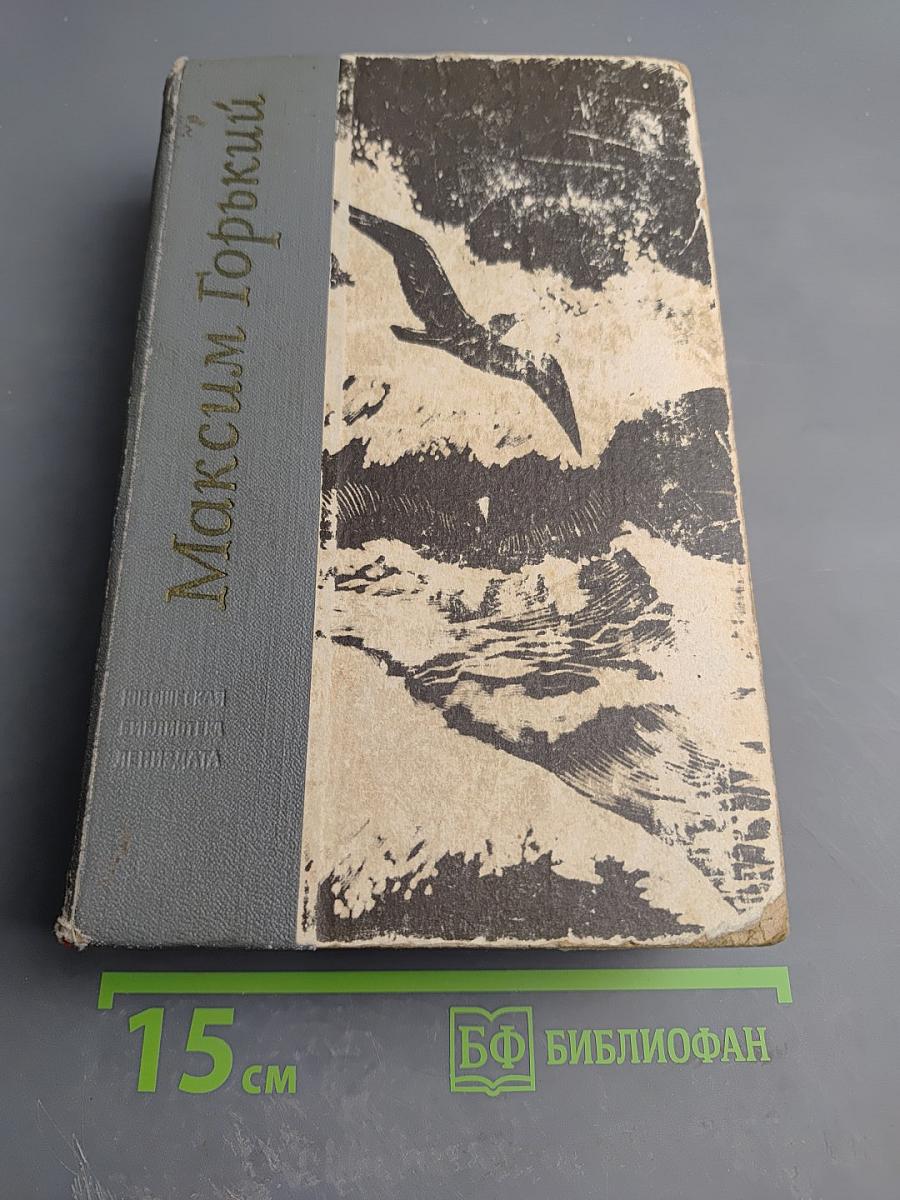 Максим Горький
ЮНОШЕСКАЯ
БИБЛИОТЕКА
ЛЕНИЗДАТА
15 см
БФ БИБЛИОФАН